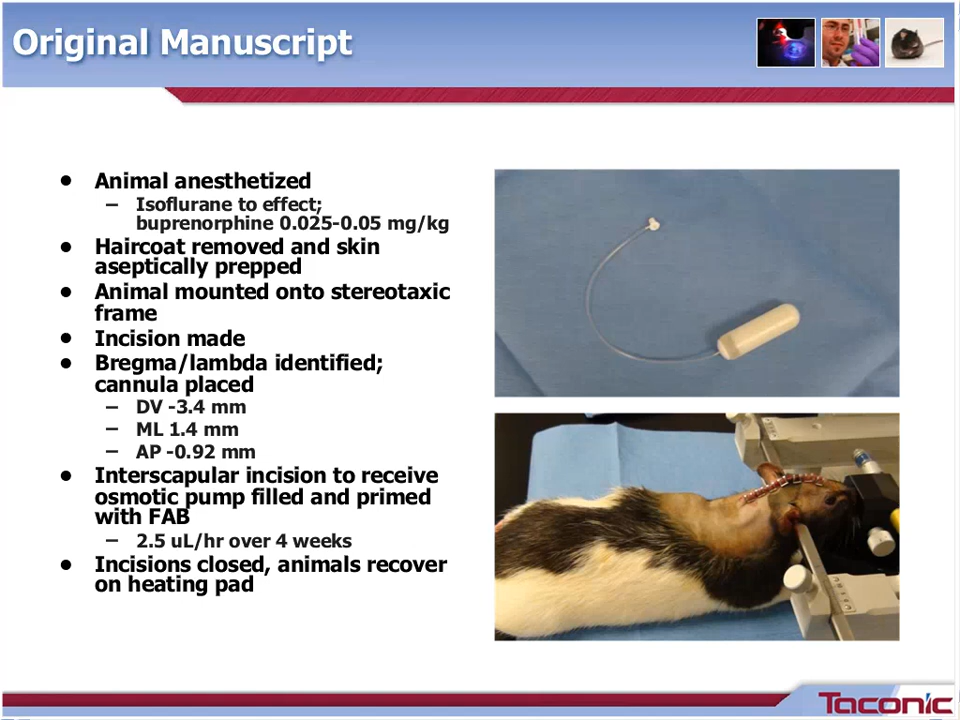 Original Manuscript
• Animal anesthetized
– Isoflurane to effect;
buprenorphine 0.025-0.05 mg/kg
• Haircoat removed and skin
aseptically prepped
• Animal mounted onto stereotaxic
frame
• Incision made
• Bregma/lambda identified;
cannula placed
– DV -3.4 mm
– ML 1.4 mm
– AP -0.92 mm
• Interscapular incision to receive
osmotic pump filled and primed
with FAB
– 2.5 uL/hr over 4 weeks
• Incisions closed, animals recover
on heating pad
Taconic